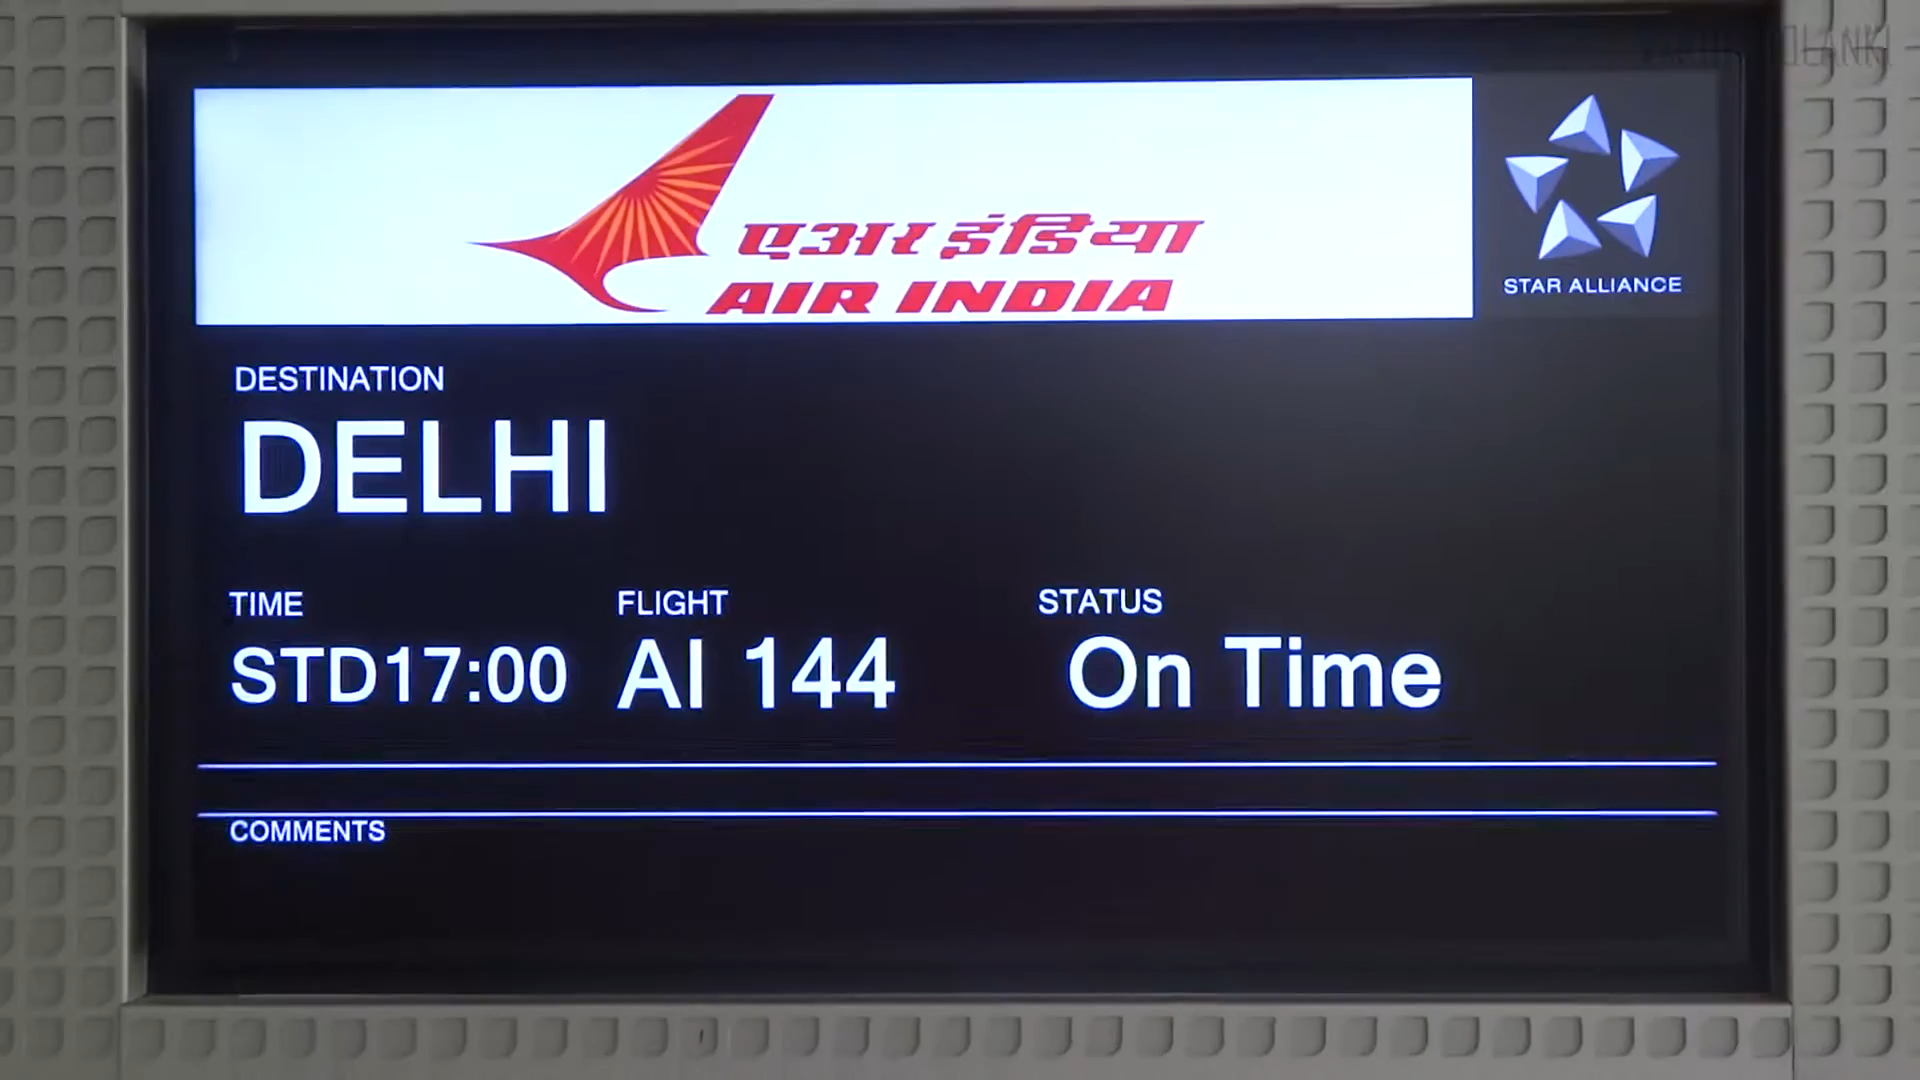 एअर इंडिया
AIR INDIA
STAR ALLIANCE
DESTINATION
DELHI
TIME FLIGHT STATUS
STD17:00 AI 144 On Time
COMMENTS